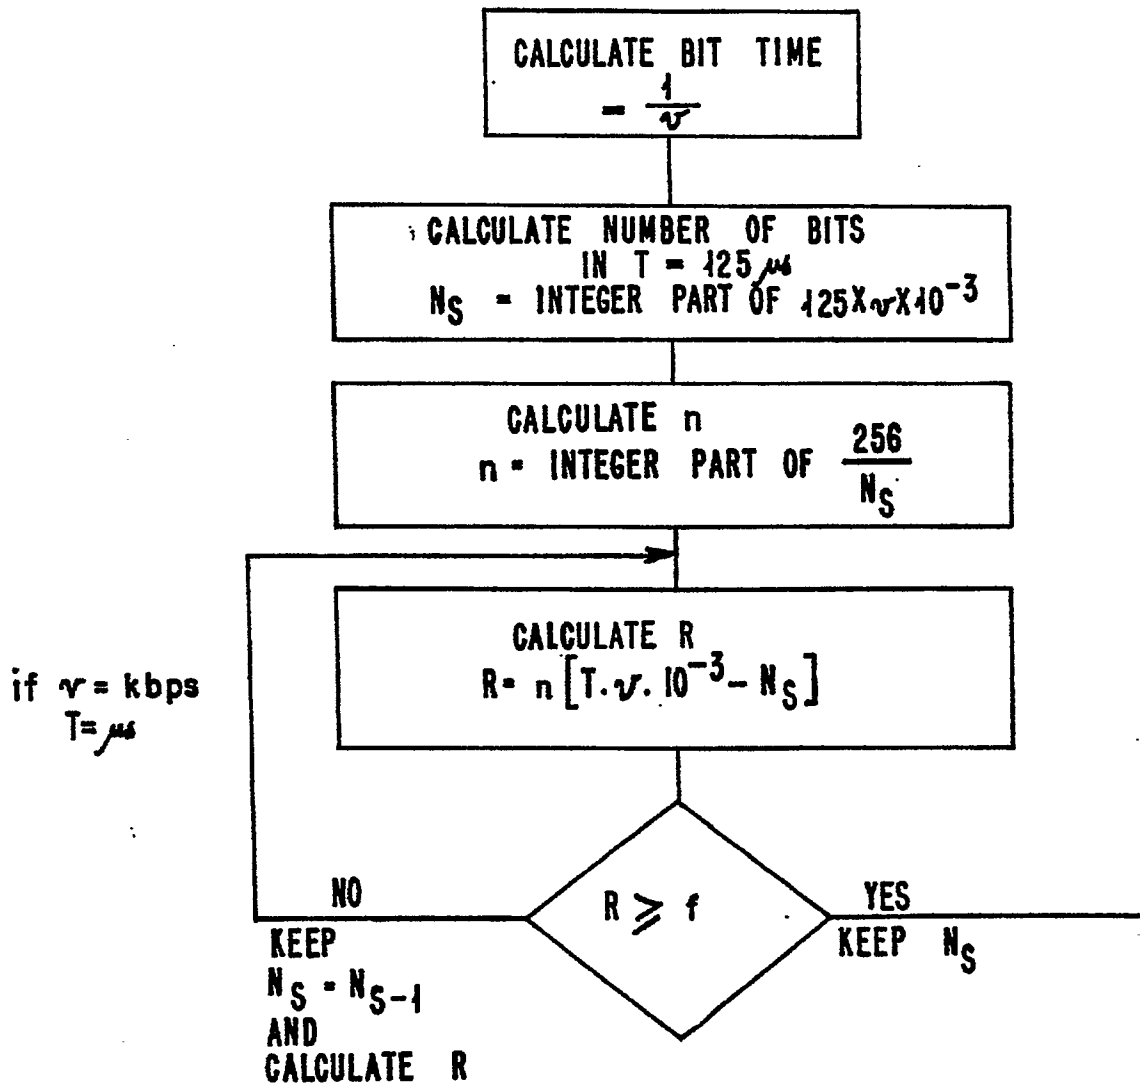 CALCULATE BIT TIME
= 1/v
CALCULATE NUMBER OF BITS
IN T = 125 µs
NS = INTEGER PART OF 125XvX10⁻³
CALCULATE n
n = INTEGER PART OF 256/NS
CALCULATE R
R= n [T.v.10⁻³ – NS]
if v = kbps
T= µs
R ⩾ f
NO
KEEP
NS = NS-1
AND
CALCULATE R
YES
KEEP NS